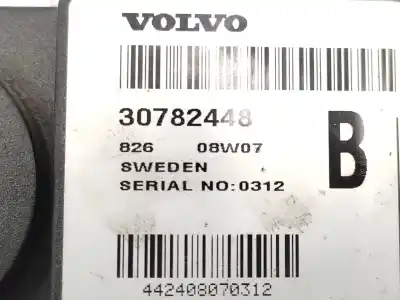 VOLVO
30782448
826 08W07
B
SWEDEN
SERIAL NO:0312
442408070312